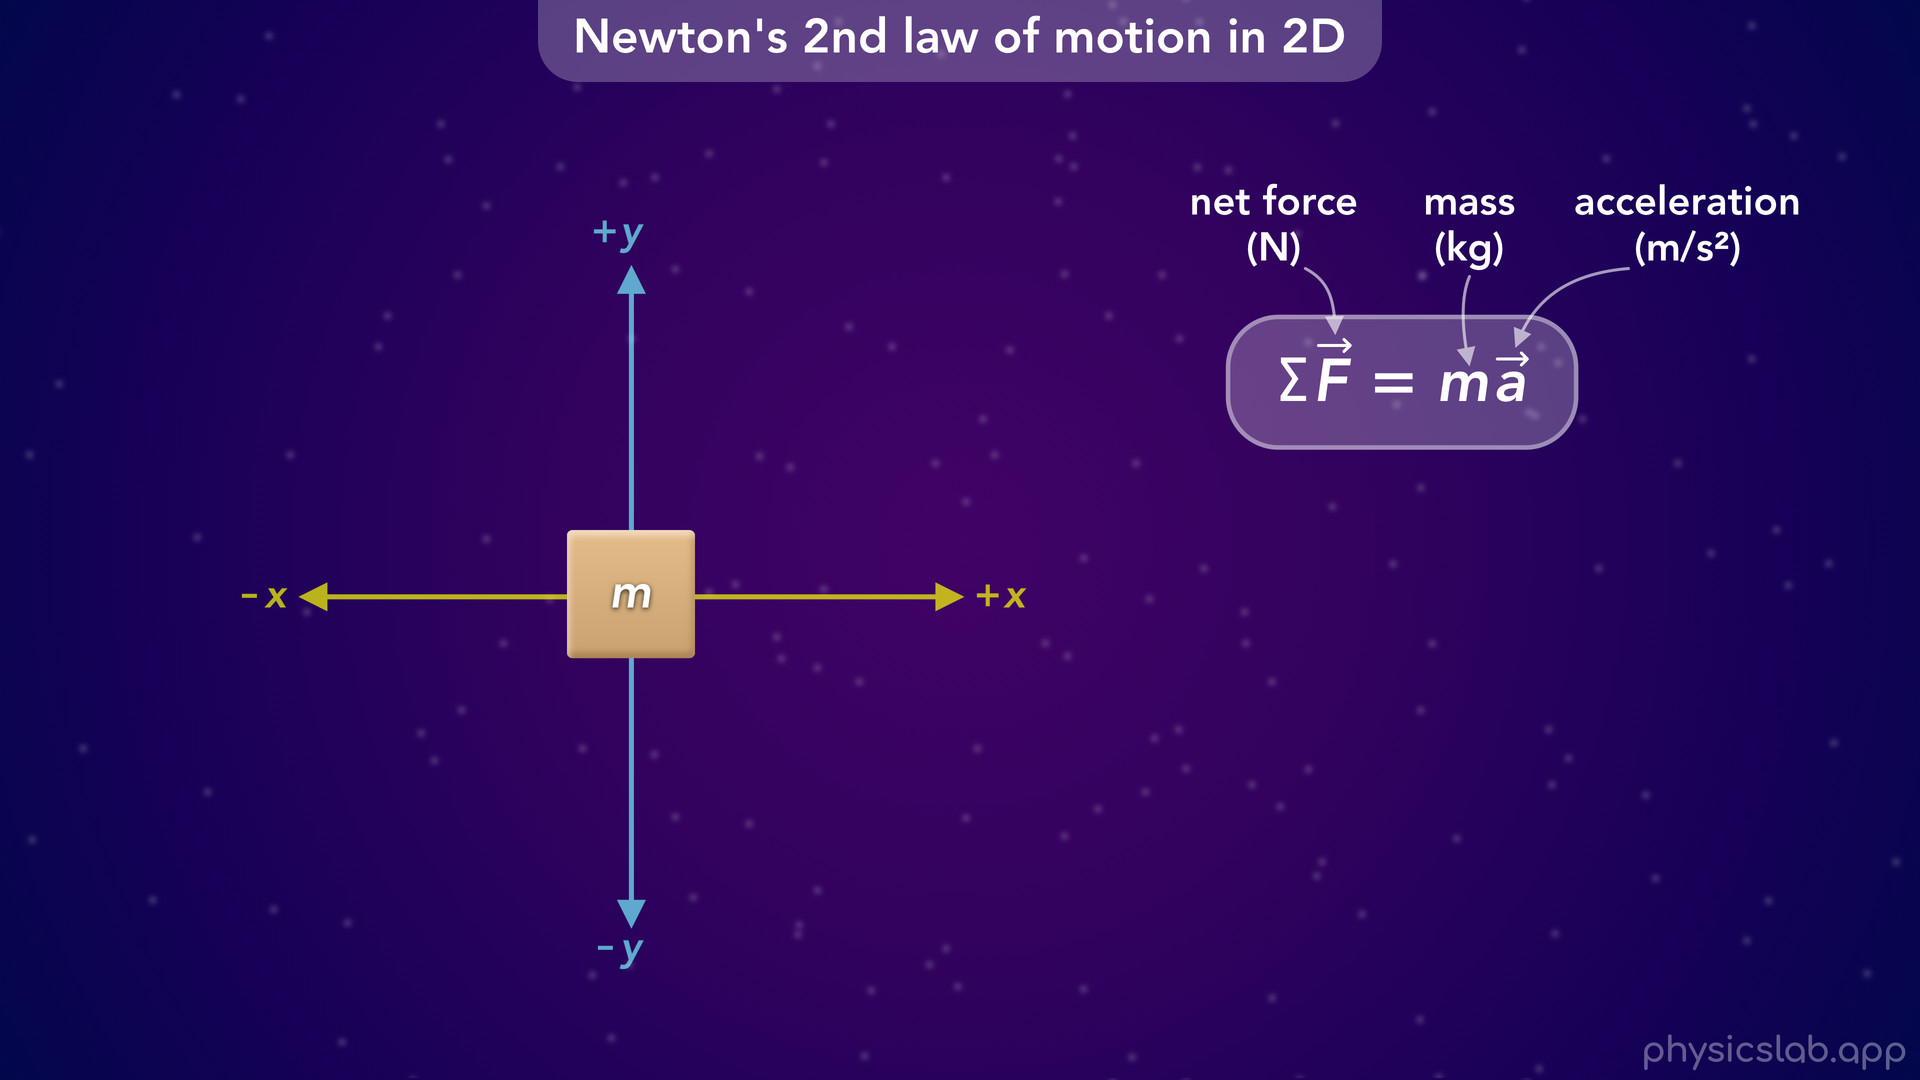 Newton's 2nd law of motion in 2D
net force
(N)
mass
(kg)
acceleration
(m/s²)
ΣF⃗ = ma⃗
+y
−x
m
+x
−y
physicslab.app